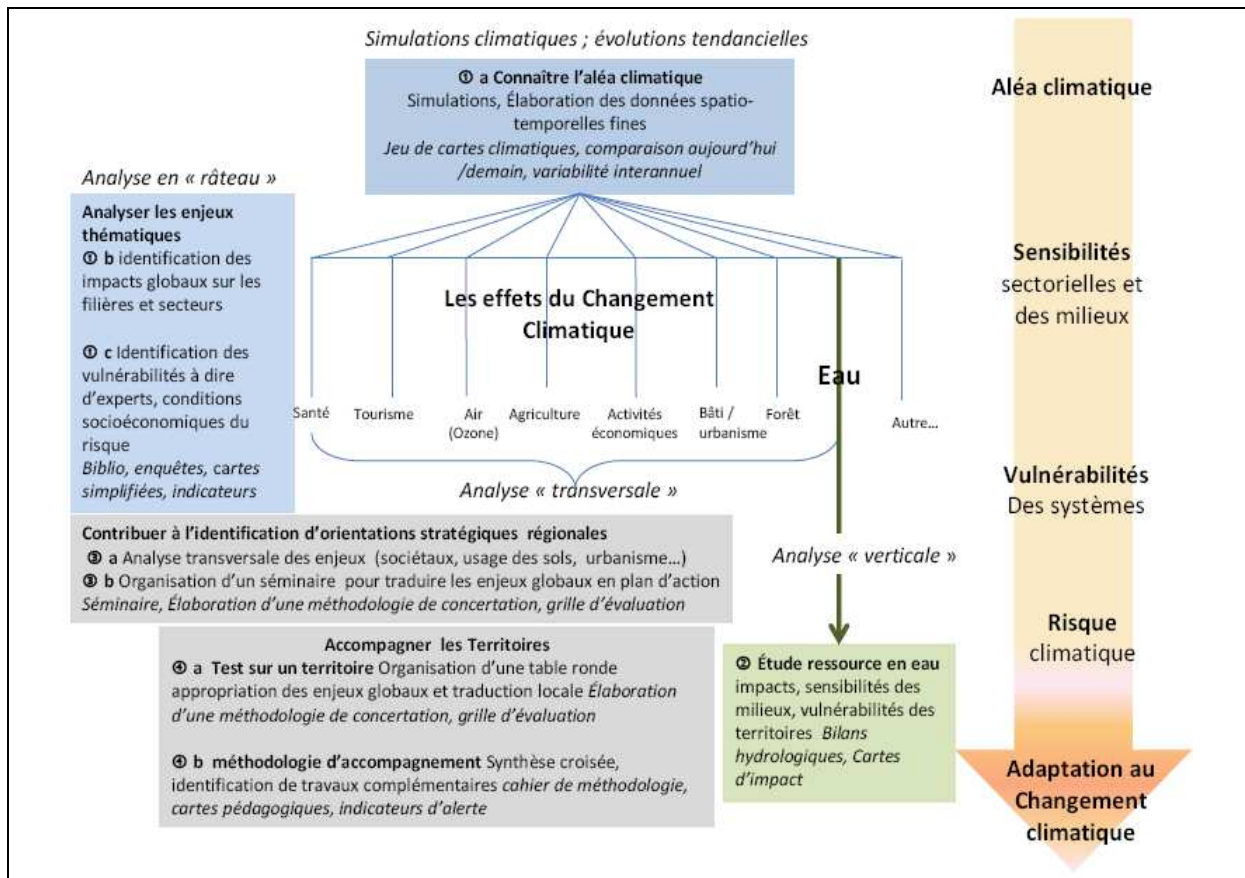 Simulations climatiques ; évolutions tendancielles
① a Connaître l’aléa climatique
Simulations, Élaboration des données spatio-
temporelles fines
Jeu de cartes climatiques, comparaison aujourd’hui
/demain, variabilité interannuel
Analyse en « râteau »
Analyser les enjeux
thématiques
① b identification des
impacts globaux sur les
filières et secteurs
① c Identification des
vulnérabilités à dire
d’experts, conditions
socioéconomiques du
risque
Biblio, enquêtes, cartes
simplifiées, indicateurs
Les effets du Changement
Climatique
Eau
Santé
Tourisme
Air
(Ozone)
Agriculture
Activités
économiques
Bâti /
urbanisme
Forêt
Autre...
Analyse « transversale »
Contribuer à l’identification d’orientations stratégiques régionales
③ a Analyse transversale des enjeux (sociétaux, usage des sols, urbanisme...)
③ b Organisation d’un séminaire pour traduire les enjeux globaux en plan d’action
Séminaire, Élaboration d’une méthodologie de concertation, grille d’évaluation
Analyse « verticale »
Accompagner les Territoires
④ a Test sur un territoire Organisation d’une table ronde
appropriation des enjeux globaux et traduction locale Élaboration
d’une méthodologie de concertation, grille d’évaluation
④ b méthodologie d’accompagnement Synthèse croisée,
identification de travaux complémentaires cahier de méthodologie,
cartes pédagogiques, indicateurs d’alerte
② Étude ressource en eau
impacts, sensibilités des
milieux, vulnérabilités des
territoires Bilans
hydrologiques, Cartes
d’impact
Aléa climatique
Sensibilités
sectorielles et
des milieux
Vulnérabilités
Des systèmes
Risque
climatique
Adaptation au
Changement
climatique